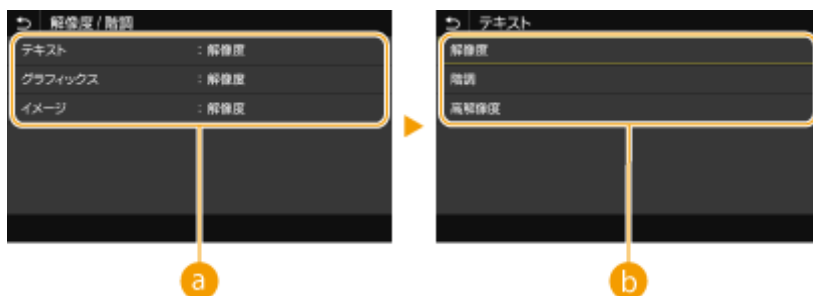 解像度/階調
テキスト : 解像度
グラフィックス : 解像度
イメージ : 解像度
a
テキスト
解像度
階調
高解像度
b